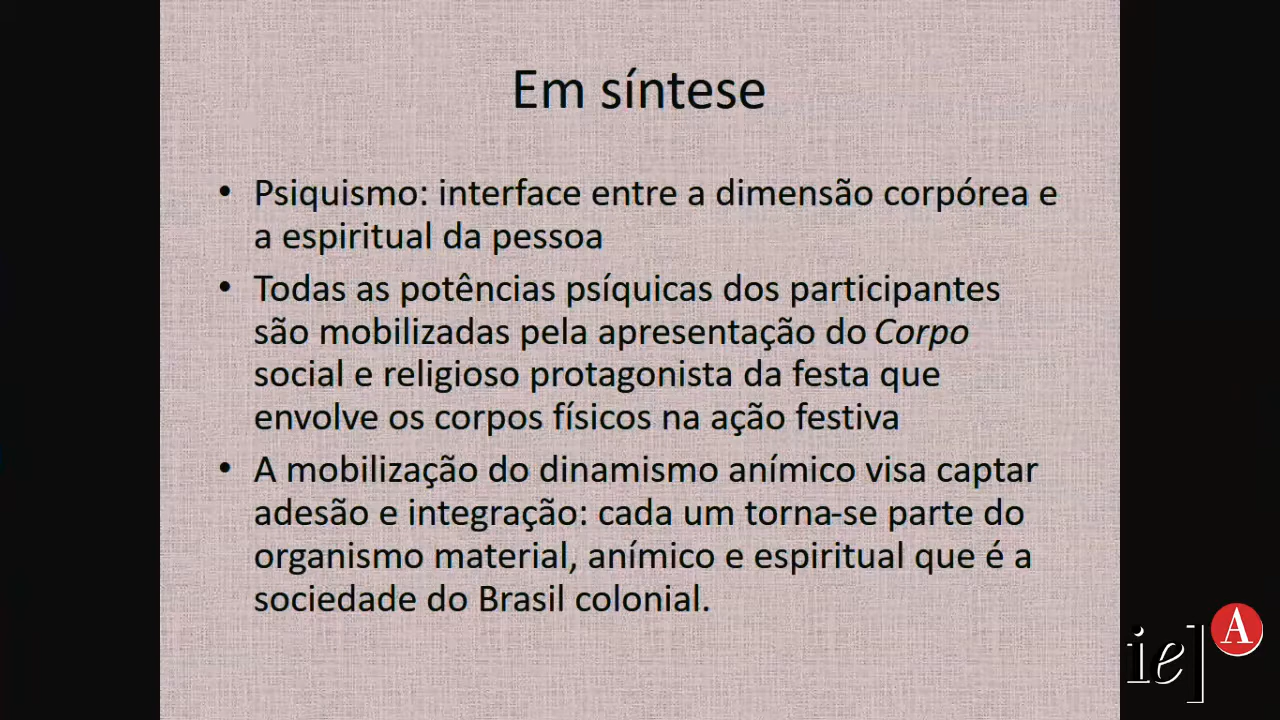 Em síntese
• Psiquismo: interface entre a dimensão corpórea e
a espiritual da pessoa
• Todas as potências psíquicas dos participantes
são mobilizadas pela apresentação do Corpo
social e religioso protagonista da festa que
envolve os corpos físicos na ação festiva
• A mobilização do dinamismo anímico visa captar
adesão e integração: cada um torna-se parte do
organismo material, anímico e espiritual que é a
sociedade do Brasil colonial.
ie] A